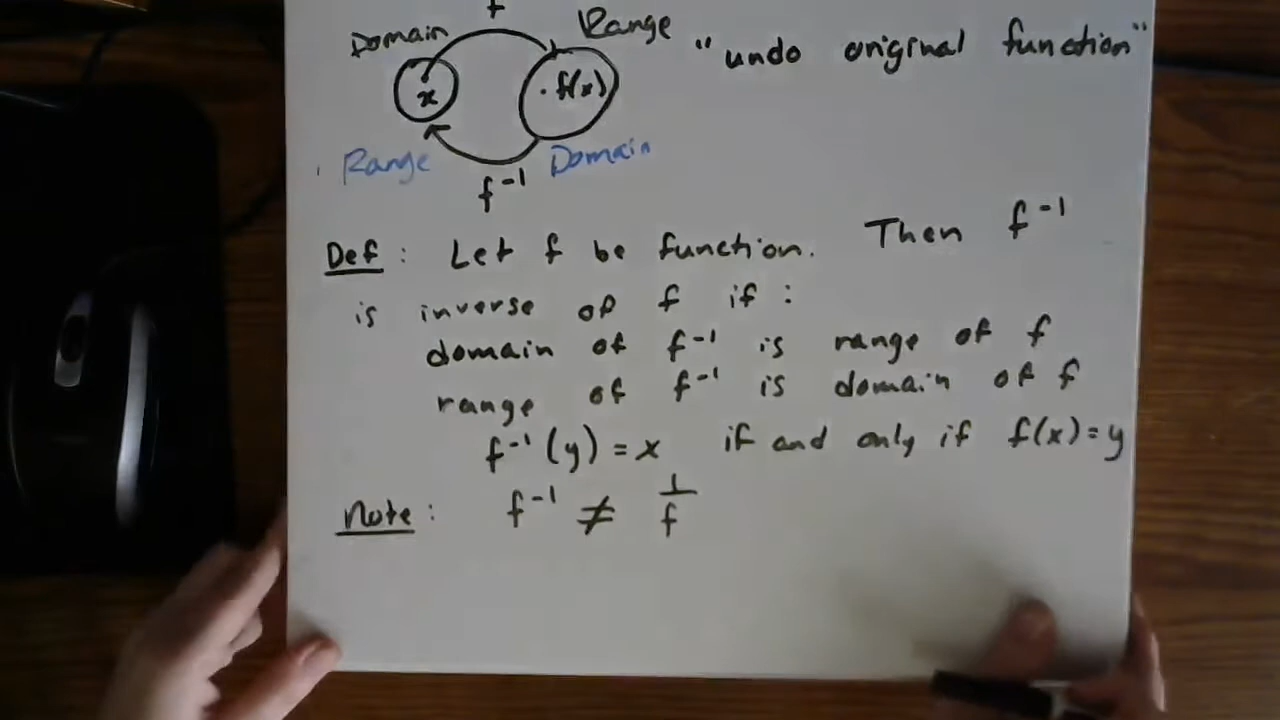 f
Domain Range "undo original function"
x . f(x)
Range Domain
f⁻¹
Def: Let f be function. Then f⁻¹
is inverse of f if :
domain of f⁻¹ is range of f
range of f⁻¹ is domain of f
f⁻¹(y) = x if and only if f(x)=y
Note: f⁻¹ ≠ 1/f